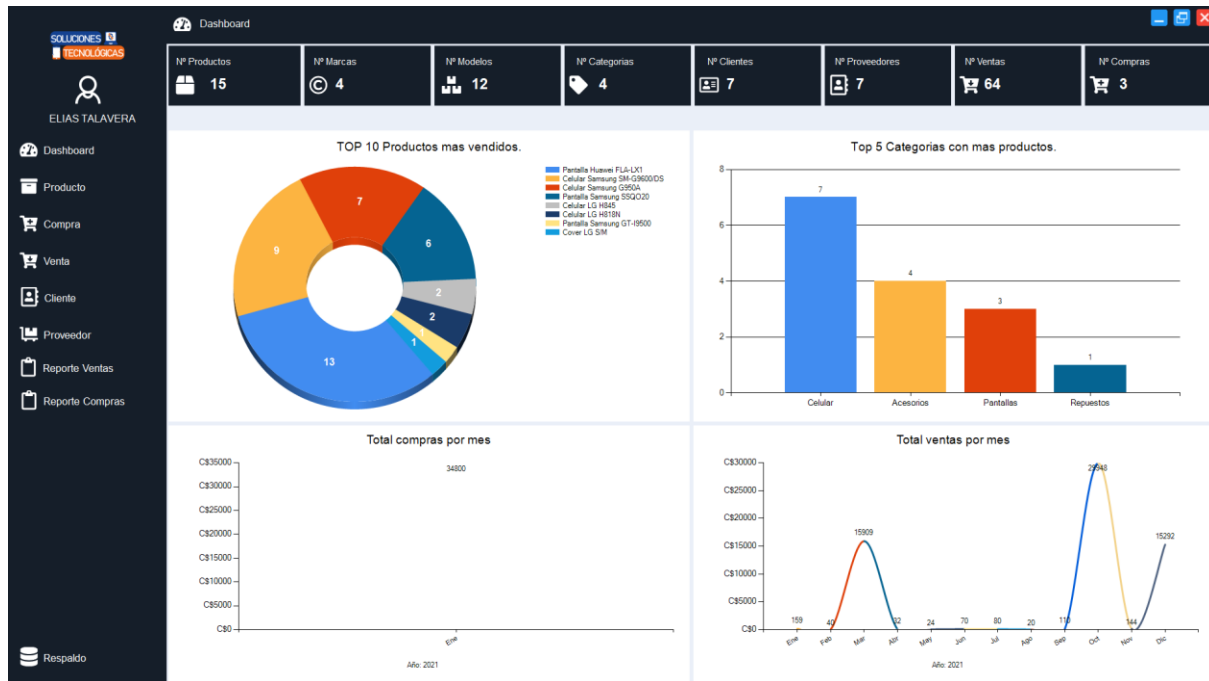 SOLUCIONES
TECNOLÓGICAS
ELIAS TALAVERA
Dashboard
Producto
Compra
Venta
Cliente
Proveedor
Reporte Ventas
Reporte Compras
Respaldo
Dashboard
Nº Productos
15
Nº Marcas
4
Nº Modelos
12
Nº Categorias
4
Nº Clientes
7
Nº Proveedores
7
Nº Ventas
64
Nº Compras
3
TOP 10 Productos mas vendidos.
7
9
6
2
2
1
1
13
Pantalla Huawei FLA-LX1
Celular Samsung SM-G9600/DS
Celular Samsung G950A
Pantalla Samsung SSQO20
Celular LG H845
Celular LG H818N
Pantalla Samsung GT-I9500
Cover LG S/M
Top 5 Categorias con mas productos.
8
6
4
2
0
7
4
3
1
Celular Acesorios Pantallas Repuestos
Total compras por mes
C$35000
C$30000
C$25000
C$20000
C$15000
C$10000
C$5000
C$0
34800
Ene
Año: 2021
Total ventas por mes
C$30000
C$25000
C$20000
C$15000
C$10000
C$5000
C$0
159 40 15909 32 24 70 80 20 110 29948 144 15292
Ene Feb Mar Abr May Jun Jul Ago Sep Oct Nov Dic
Año: 2021